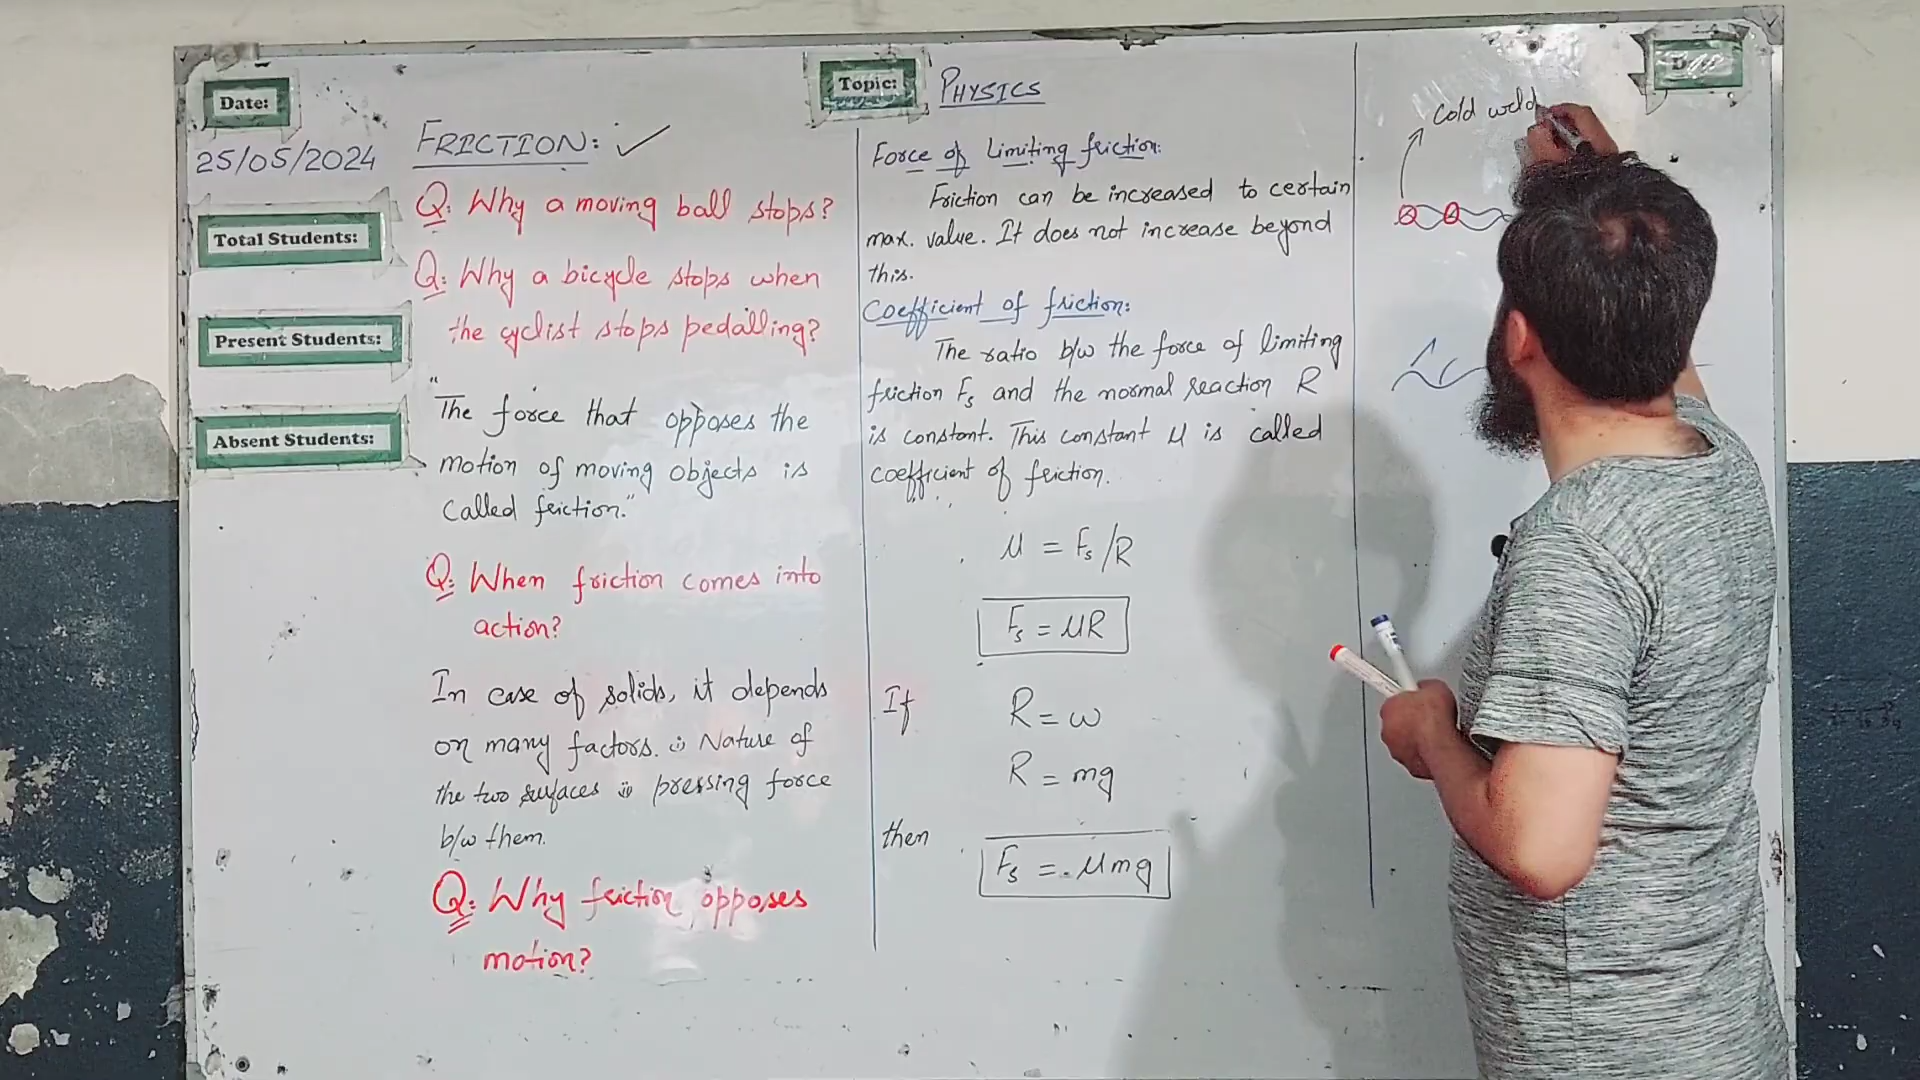 Date:
25/05/2024
Total Students:
Present Students:
Absent Students:
Topic: PHYSICS
FRICTION: ✓
Q: Why a moving ball stops?
Q: Why a bicycle stops when
the cyclist stops pedalling?
"The force that opposes the
motion of moving objects is
called friction."
Q: When friction comes into
action?
In case of solids, it depends
on many factors. (i) Nature of
the two surfaces (ii) pressing force
b/w them.
Q: Why friction opposes
motion?
Force of Limiting friction:
Friction can be increased to certain
max. value. It does not increase beyond
this.
Coefficient of friction:
The ratio b/w the force of limiting
friction Fs and the normal reaction R
is constant. This constant μ is called
coefficient of friction.
μ = Fs/R
Fs = μR
If R = w
R = mg
then
Fs = μmg
Cold weld